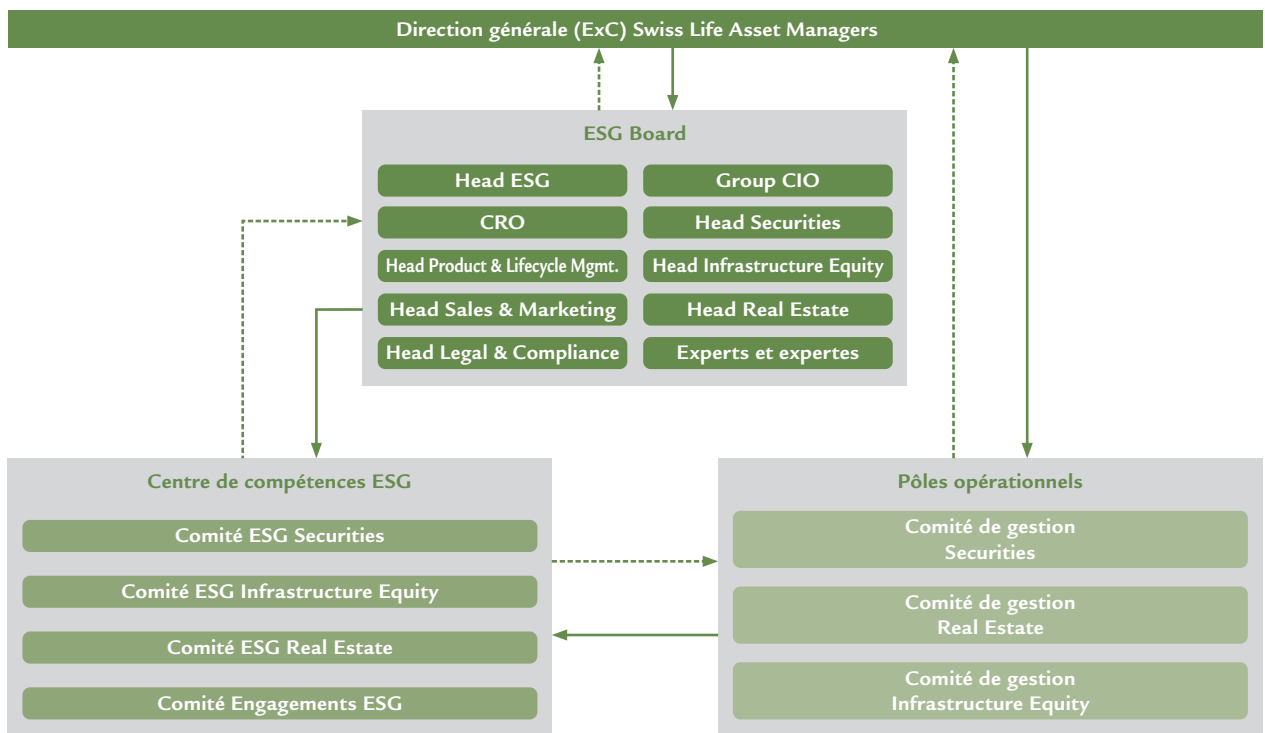 Direction générale (ExC) Swiss Life Asset Managers
ESG Board
Head ESG
Group CIO
CRO
Head Securities
Head Product & Lifecycle Mgmt.
Head Infrastructure Equity
Head Sales & Marketing
Head Real Estate
Head Legal & Compliance
Experts et expertes
Centre de compétences ESG
Comité ESG Securities
Comité ESG Infrastructure Equity
Comité ESG Real Estate
Comité Engagements ESG
Pôles opérationnels
Comité de gestion
Securities
Comité de gestion
Real Estate
Comité de gestion
Infrastructure Equity